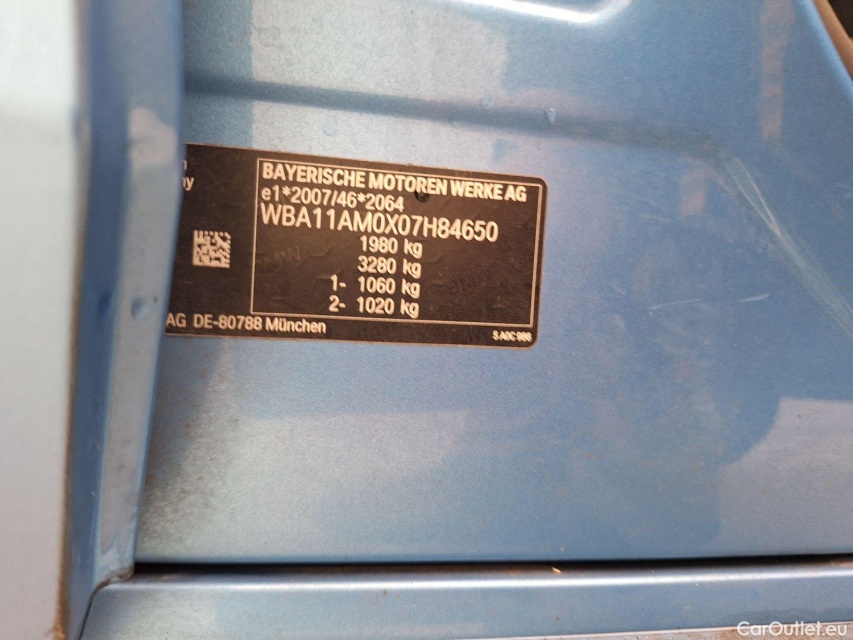 BAYERISCHE MOTOREN WERKE AG
e1*2007/46*2064
WBA11AM0X07H84650
1980 kg
3280 kg
1- 1060 kg
2- 1020 kg
AG DE-80788 München
CarOutlet.eu